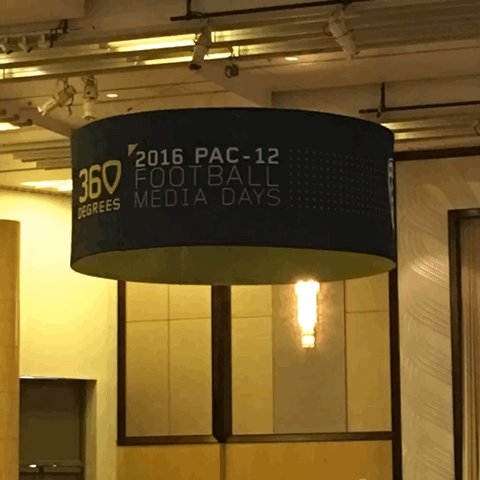 360
DEGREES
2016 PAC-12
FOOTBALL
MEDIA DAYS